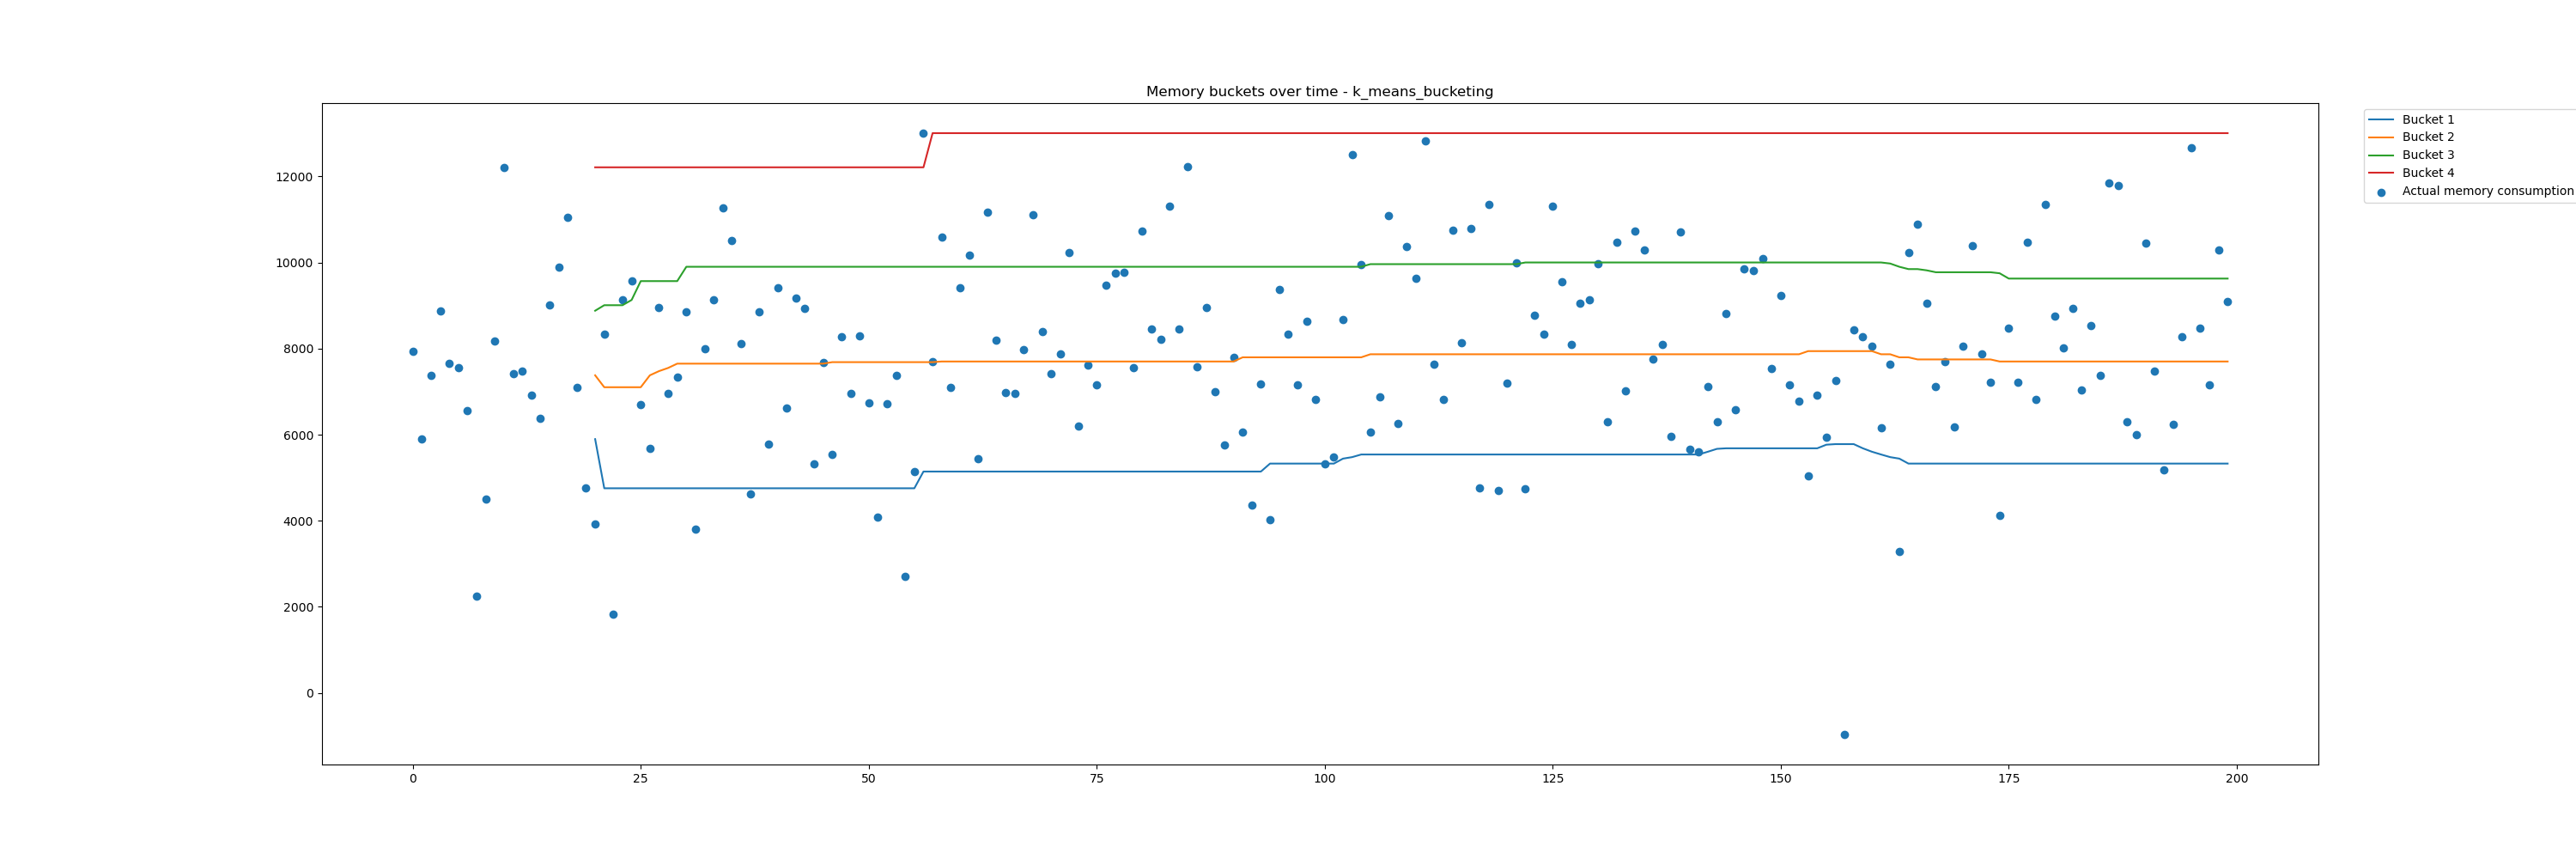 Memory buckets over time - k_means_bucketing
Bucket 1
Bucket 2
Bucket 3
Bucket 4
Actual memory consumption
12000
10000
8000
6000
4000
2000
0
0 25 50 75 100 125 150 175 200